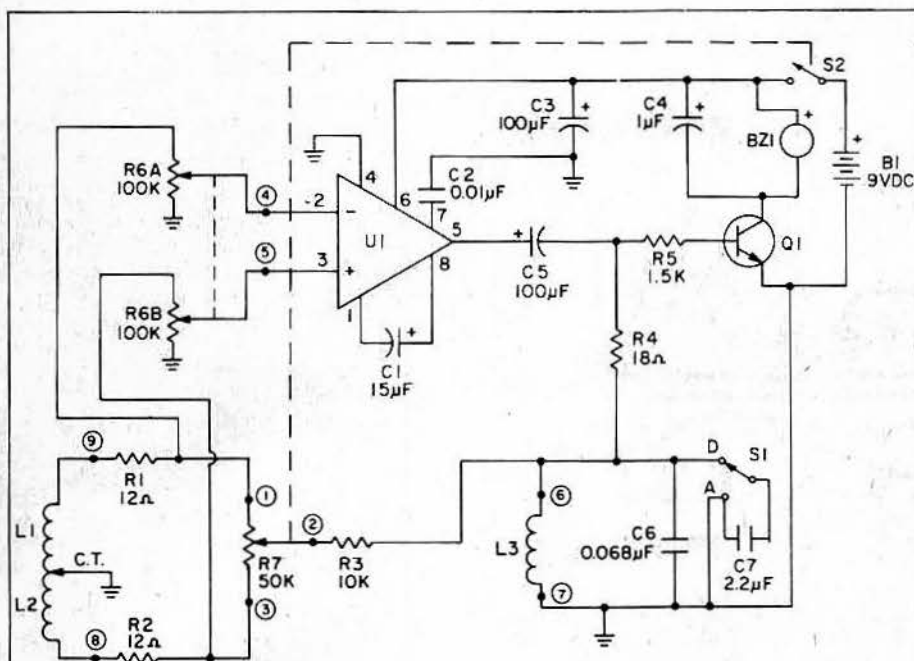 S2
C3
100µF
C4
1µF
BZ1
B1
9VDC
R6A
100K
4
4
-2
-
U1
6
7
C2
0.01µF
5
8
C5
100µF
R5
1.5K
Q1
5
3
+
1
R6B
100K
C1
15µF
R4
18Ω
9
R1
12Ω
1
2
R3
10K
R7
50K
3
L1
C.T.
L2
R2
12Ω
8
6
L3
7
C6
0.068µF
D
S1
A
C7
2.2µF